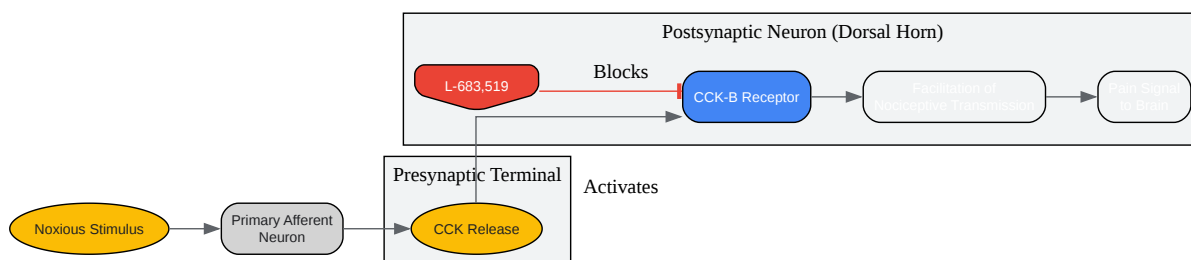 Postsynaptic Neuron (Dorsal Horn)
L-683,519
Blocks
CCK-B Receptor
Facilitation of
Nociceptive Transmission
Pain Signal
to Brain
Presynaptic Terminal
Activates
Noxious Stimulus
Primary Afferent
Neuron
CCK Release